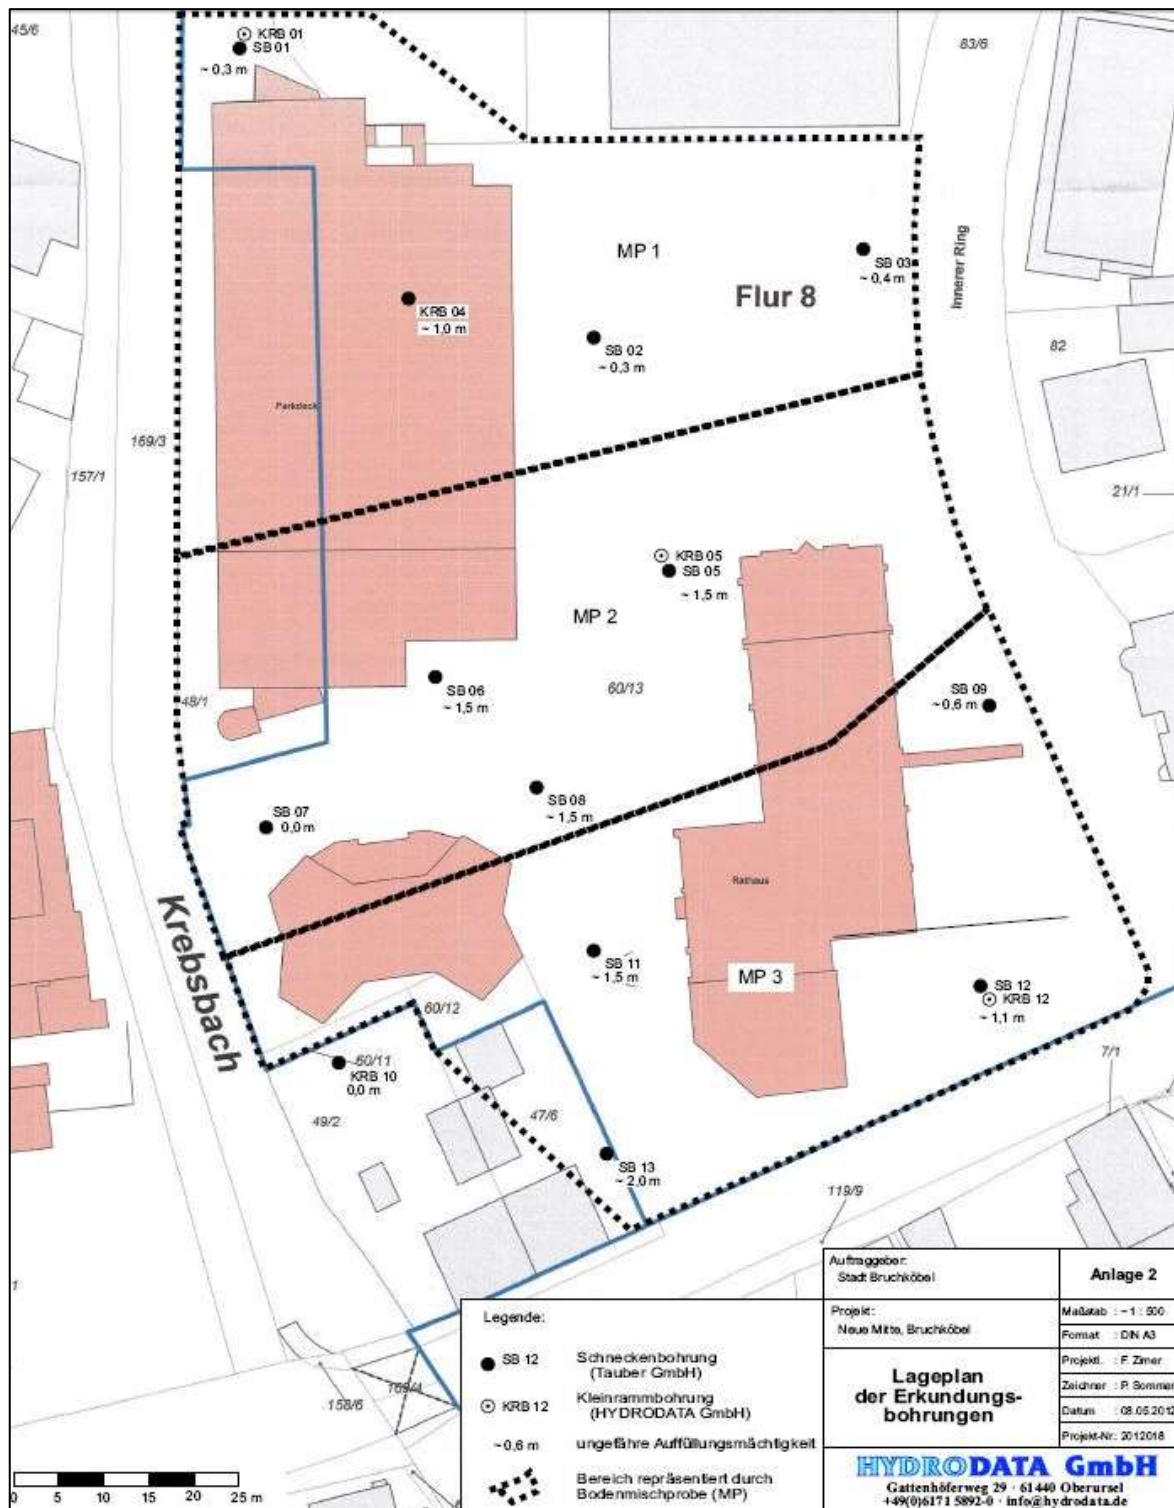 45/6
KRB 01
SB 01
~ 0,3 m
83/6
MP 1
SB 03
~ 0,4 m
Innerer Ring
Flur 8
KRB 04
~ 1,0 m
SB 02
~ 0,3 m
82
Parkdeck
169/3
157/1
21/1
KRB 05
SB 05
~ 1,5 m
MP 2
SB 06
~ 1,5 m
60/13
48/1
SB 09
~ 0,6 m
SB 07
0,0 m
SB 08
~ 1,5 m
Rathaus
Krebsbach
SB 11
~ 1,5 m
MP 3
SB 12
KRB 12
~ 1,1 m
60/12
60/11
KRB 10
0,0 m
7/1
49/2
47/6
SB 13
~ 2,0 m
119/9
158/6
Legende:
SB 12 Schneckenbohrung
(Tauber GmbH)
KRB 12 Kleinrammbohrung
(HYDRODATA GmbH)
~ 0,6 m ungefähre Auffüllungsmächtigkeit
Bereich repräsentiert durch
Bodenmischprobe (MP)
0 5 10 15 20 25 m
Auftraggeber:
Stadt Bruchköbel
Anlage 2
Projekt:
Neue Mitte, Bruchköbel
Maßstab : ~ 1 : 500
Format : DIN A3
Lageplan
der Erkundungs-
bohrungen
Projektl. : F. Zimer
Zeichner : P. Sommer
Datum : 08.05.2012
Projekt-Nr.: 2012018
HYDRODATA GmbH
Gattenhöferweg 29 · 61440 Oberursel
+49(0)6171 5892-0 · info@hydrodata.de